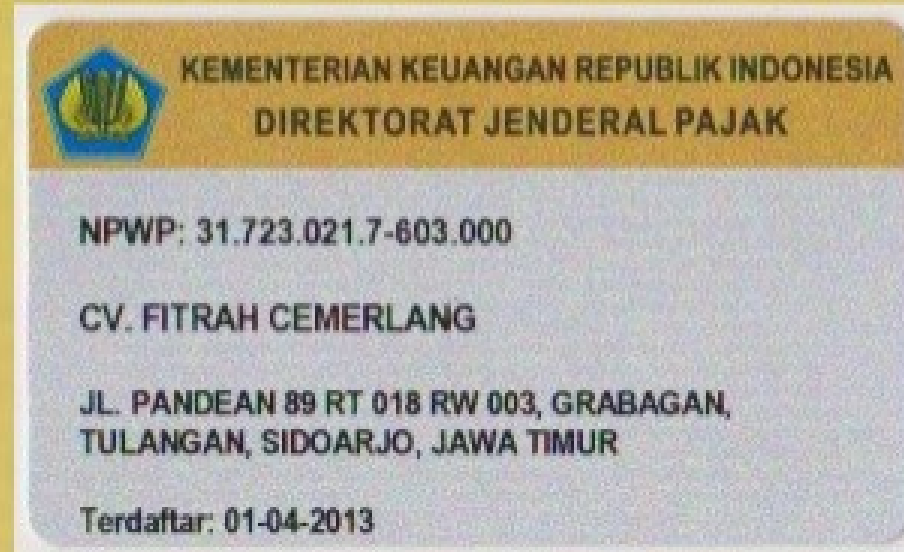 KEMENTERIAN KEUANGAN REPUBLIK INDONESIA
DIREKTORAT JENDERAL PAJAK
NPWP: 31.723.021.7-603.000
CV. FITRAH CEMERLANG
JL. PANDEAN 89 RT 018 RW 003, GRABAGAN,
TULANGAN, SIDOARJO, JAWA TIMUR
Terdaftar: 01-04-2013